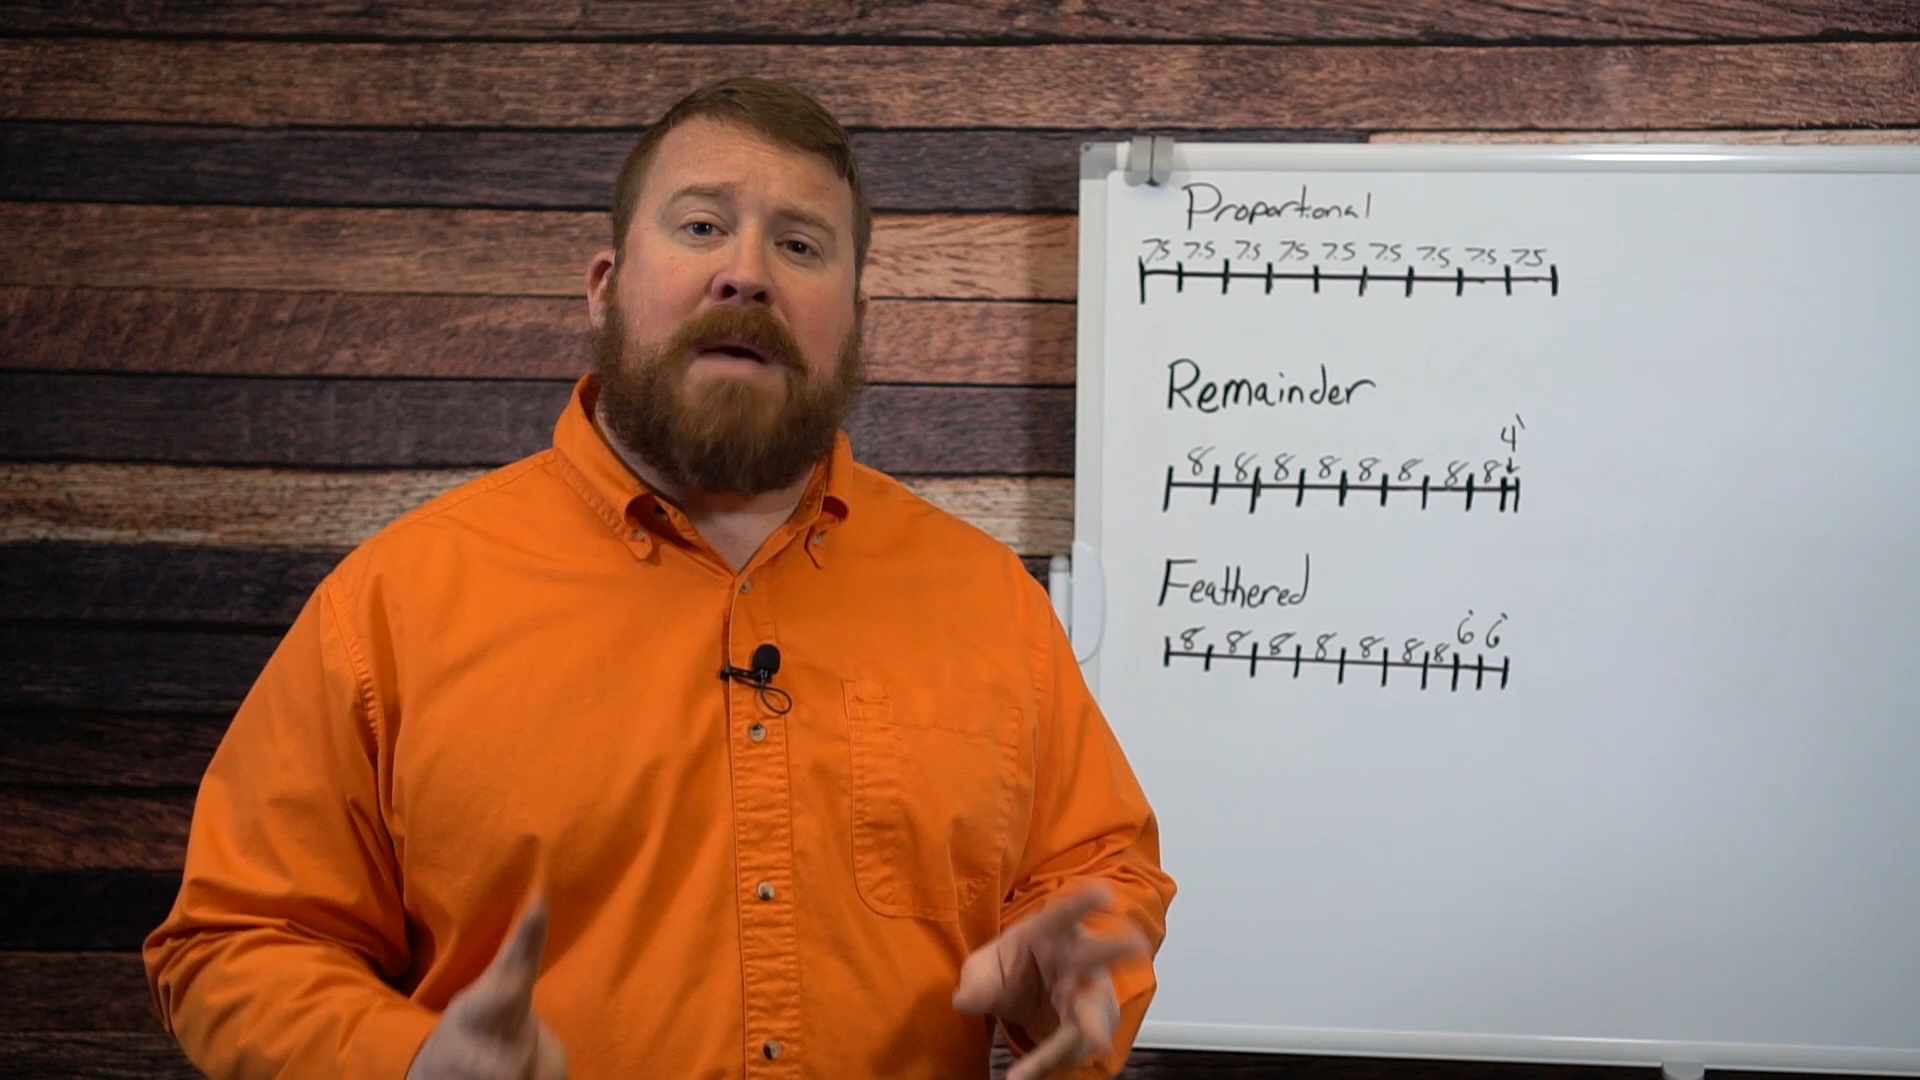 Proportional
7.5 7.5 7.5 7.5 7.5 7.5 7.5 7.5 7.5
Remainder
4'
8 8 8 8 8 8 8 8
Feathered
6' 6'
8 8 8 8 8 8 8